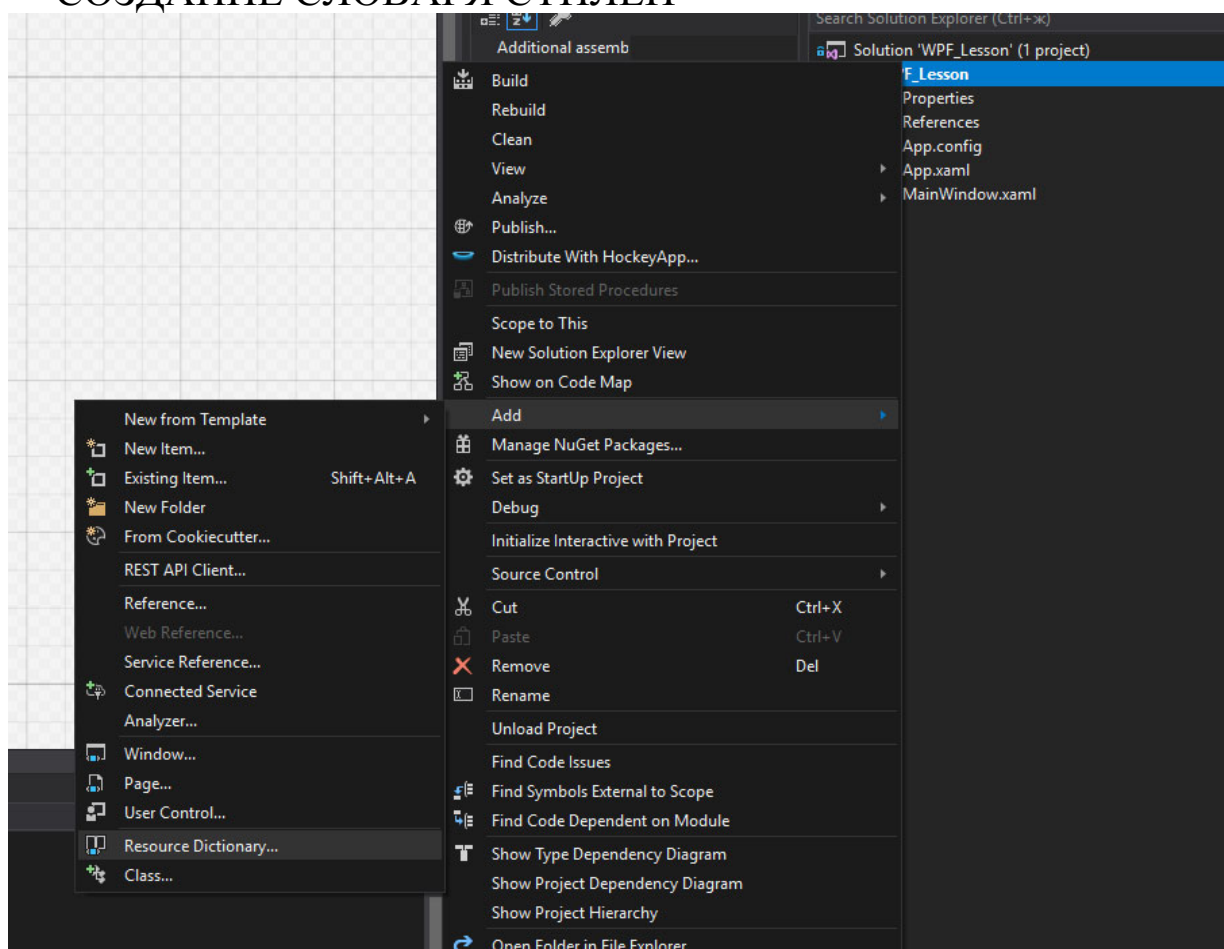 СОЗДАНИЕ СЛОВАРЯ СТИЛЕЙ
Search Solution Explorer (Ctrl+ж)
Additional assemb
Solution 'WPF_Lesson' (1 project)
F_Lesson
Properties
References
App.config
App.xaml
MainWindow.xaml
Build
Rebuild
Clean
View
Analyze
Publish...
Distribute With HockeyApp...
Publish Stored Procedures
Scope to This
New Solution Explorer View
Show on Code Map
Add
Manage NuGet Packages...
Set as StartUp Project
Debug
Initialize Interactive with Project
Source Control
Cut Ctrl+X
Paste Ctrl+V
Remove Del
Rename
Unload Project
Find Code Issues
Find Symbols External to Scope
Find Code Dependent on Module
Show Type Dependency Diagram
Show Project Dependency Diagram
Show Project Hierarchy
Open Folder in File Explorer
New from Template
New Item...
Existing Item... Shift+Alt+A
New Folder
From Cookiecutter...
REST API Client...
Reference...
Web Reference...
Service Reference...
Connected Service
Analyzer...
Window...
Page...
User Control...
Resource Dictionary...
Class...